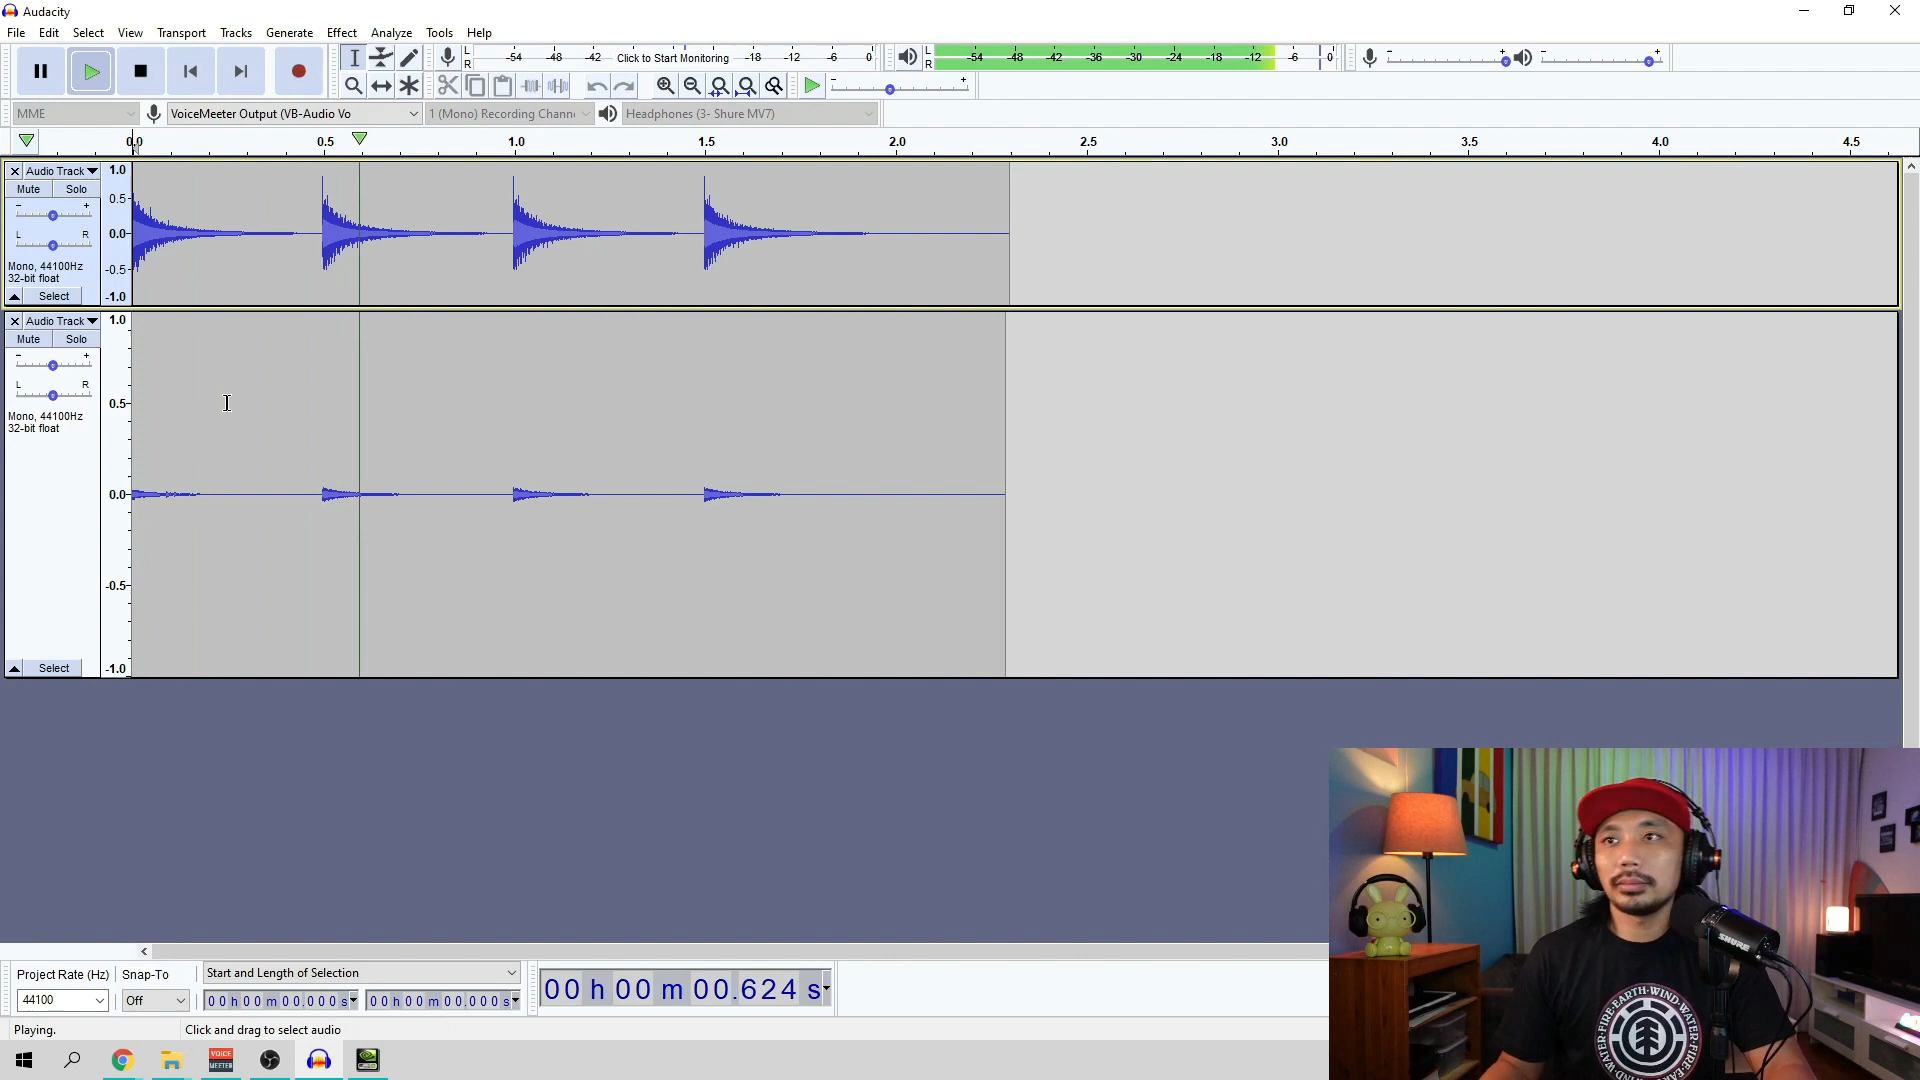 Audacity
File Edit Select View Transport Tracks Generate Effect Analyze Tools Help
L
R
-54 -48 -42 Click to Start Monitoring -18 -12 -6 0
L
R
-54 -48 -42 -36 -30 -24 -18 -12 -6 0
MME VoiceMeeter Output (VB-Audio Vo 1 (Mono) Recording Chann Headphones (3- Shure MV7)
0.0 0.5 1.0 1.5 2.0 2.5 3.0 3.5 4.0 4.5
Audio Track
Mute Solo
- +
L R
Mono, 44100Hz
32-bit float
Select
1.0
0.5
0.0
-0.5
-1.0
Audio Track
Mute Solo
- +
L R
Mono, 44100Hz
32-bit float
Select
1.0
0.5
0.0
-0.5
-1.0
Project Rate (Hz) Snap-To Start and Length of Selection
44100 Off 00 h 00 m 00.000 s 00 h 00 m 00.000 s
00 h 00 m 00.624 s
Playing. Click and drag to select audio
VOICE
MEETER
SHURE
FIRE-EARTH-WIND-WATER